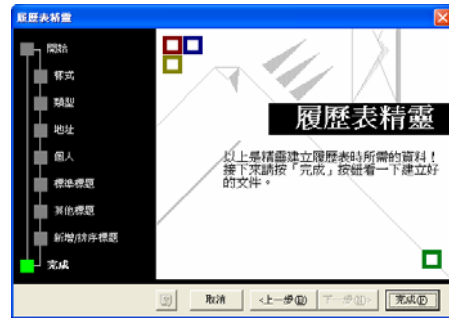 履歷表精靈
開始
樣式
類型
地址
個人
標準標題
其他標題
新增/排序標題
完成
履歷表精靈
以上是精靈建立履歷表時所需的資料！
接下來請按「完成」按鈕看一下建立好
的文件。
取消
<上一步(B)
下一步(N)>
完成(F)